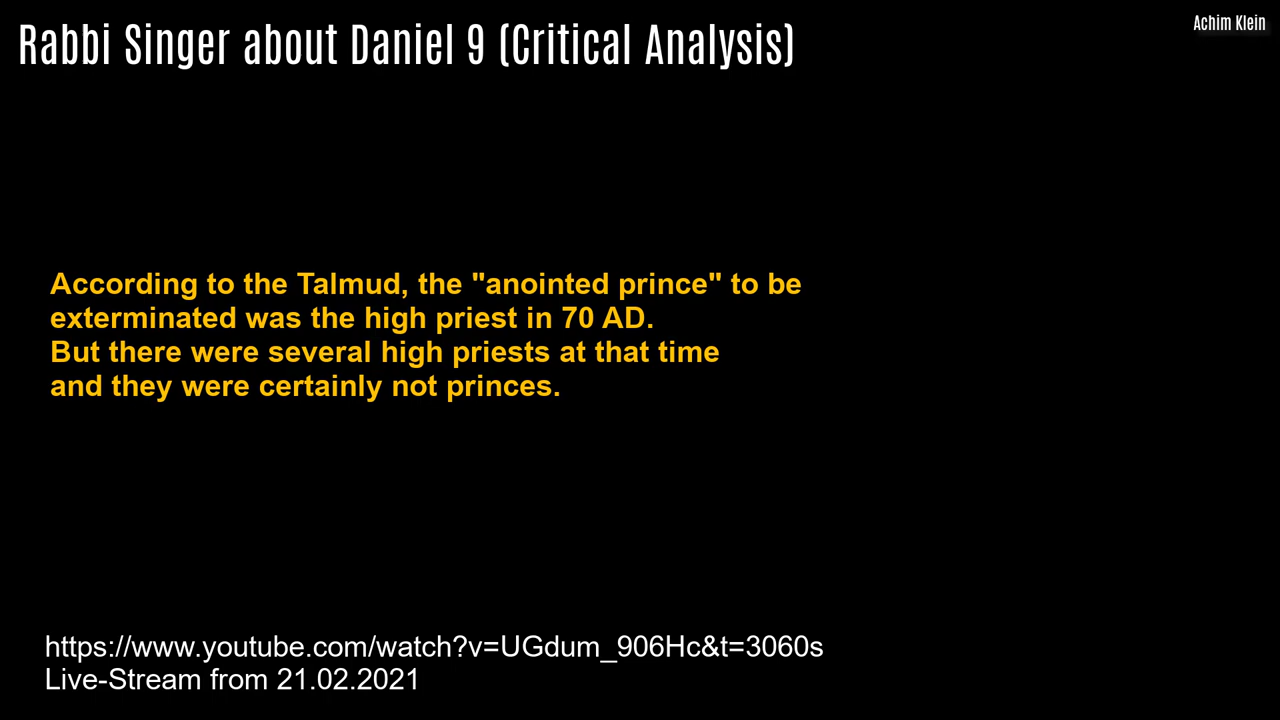 Rabbi Singer about Daniel 9 (Critical Analysis)
Achim Klein
According to the Talmud, the "anointed prince" to be
exterminated was the high priest in 70 AD.
But there were several high priests at that time
and they were certainly not princes.
https://www.youtube.com/watch?v=UGdum_906Hc&t=3060s
Live-Stream from 21.02.2021